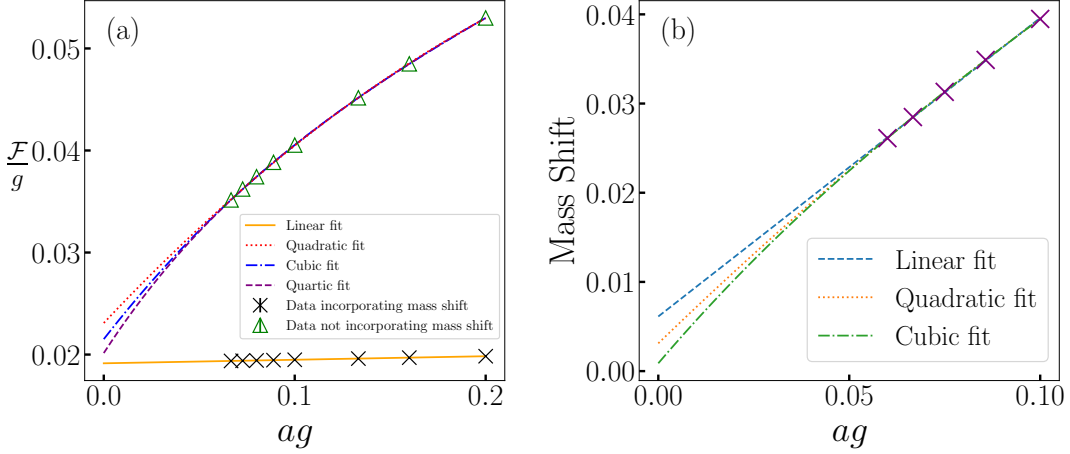 (a)
0.05
0.04
0.03
0.02
ℱ/g
Linear fit
Quadratic fit
Cubic fit
Quartic fit
Data incorporating mass shift
Data not incorporating mass shift
0.0 0.1 0.2
ag
(b)
0.04
0.03
0.02
0.01
0.00
Mass Shift
Linear fit
Quadratic fit
Cubic fit
0.00 0.05 0.10
ag